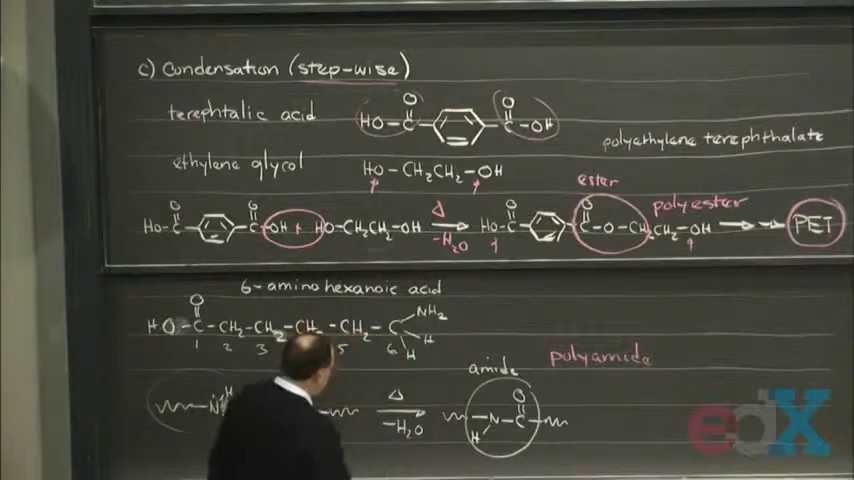 c) Condensation (step-wise)
terephtalic acid HO-C(=O)-⌬-C(=O)-OH
polyethylene terephthalate
ethylene glycol HO-CH₂CH₂-OH
ester
polyester
HO-C(=O)-⌬-C(=O)-OH + HO-CH₂CH₂-OH Δ → -H₂O HO-C(=O)-⌬-C(=O)-O-CH₂CH₂-OH → → PET
6-aminohexanoic acid
HO-C(=O)-CH₂-CH₂-CH₂-CH₂-C-NH₂
H H
1 2 3 5 6
amide
polyamide
N H Δ → -H₂O N-C=O
H
edX